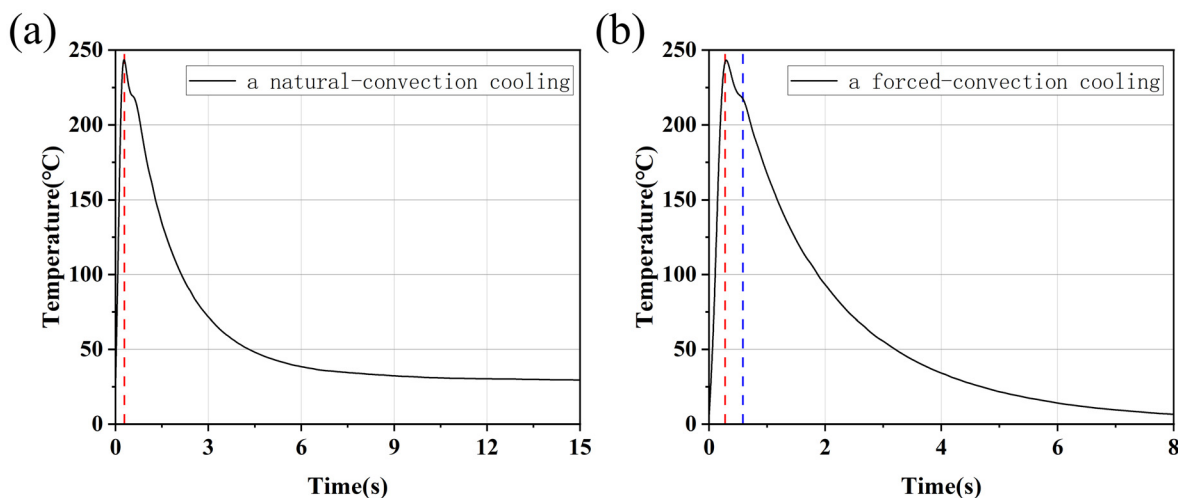 (a)
250
200
150
100
50
0
Temperature(℃)
a natural-convection cooling
0 3 6 9 12 15
Time(s)
(b)
250
200
150
100
50
0
Temperature(℃)
a forced-convection cooling
0 2 4 6 8
Time(s)